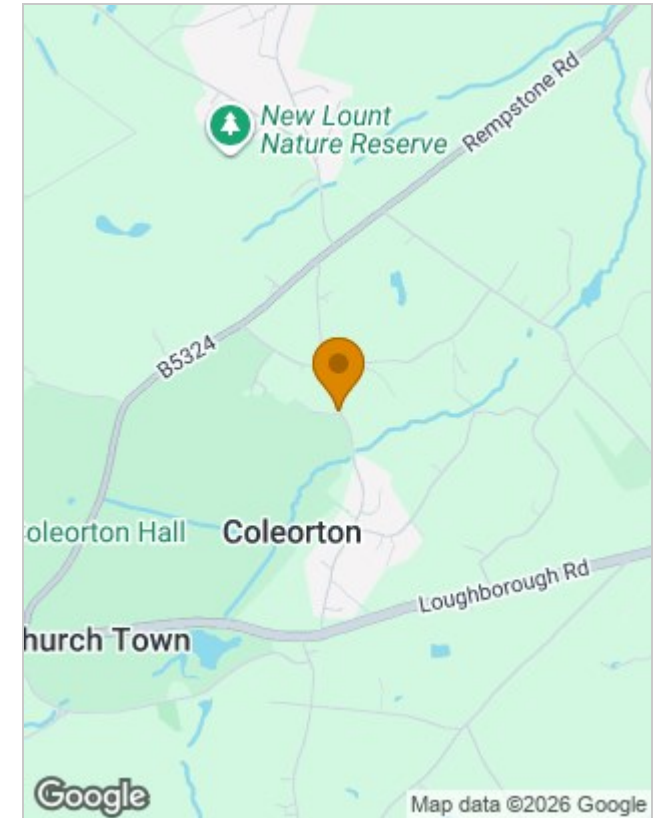 New Lount
Nature Reserve
Rempstone Rd
B5324
oleorton Hall
Coleorton
Loughborough Rd
hurch Town
Google
Map data ©2026 Google